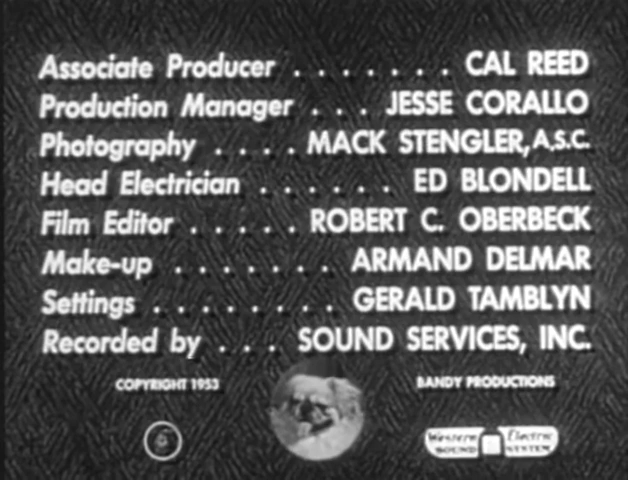 Associate Producer . . . . . . . CAL REED
Production Manager . . . JESSE CORALLO
Photography . . . . MACK STENGLER, A.S.C.
Head Electrician . . . . . . ED BLONDELL
Film Editor . . . . . ROBERT C. OBERBECK
Make-up . . . . . . . ARMAND DELMAR
Settings . . . . . . . . GERALD TAMBLYN
Recorded by . . . SOUND SERVICES, INC.
COPYRIGHT 1953 BANDY PRODUCTIONS
Western Electric
SOUND SYSTEM